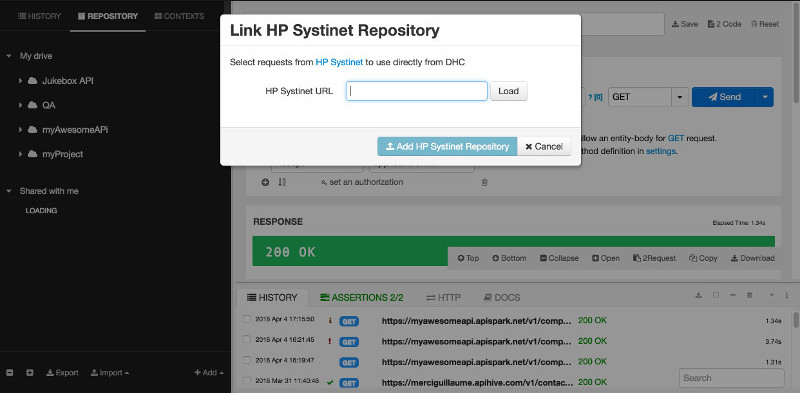 HISTORY REPOSITORY CONTEXTS
My drive
Jukebox API
QA
myAwesomeAPi
myProject
Shared with me
LOADING
Export Import Add
Link HP Systinet Repository
Select requests from HP Systinet to use directly from DHC
HP Systinet URL Load
Add HP Systinet Repository Cancel
Save 2 Code Reset
? [0] GET Send
llow an entity-body for GET request.
thod definition in settings.
set an authorization
RESPONSE Elapsed Time: 1.34s
200 OK
Top Bottom Collapse Open 2Request Copy Download
HISTORY ASSERTIONS 2/2 HTTP DOCS
2016 Apr 4 17:15:50 GET https://myawesomeapi.apispark.net/v1/comp... 200 OK 1.34s
2016 Apr 4 16:21:45 GET https://myawesomeapi.apispark.net/v1/comp... 200 OK 3.74s
2016 Apr 4 16:19:47 GET https://myawesomeapi.apispark.net/v1/comp... 200 OK 1.31s
2016 Mar 31 11:40:46 GET https://merciguillaume.apihive.com/v1/contac... 200 OK
Search